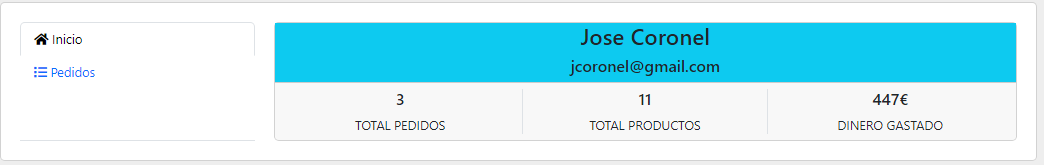 Inicio
Pedidos
Jose Coronel
jcoronel@gmail.com
3
TOTAL PEDIDOS
11
TOTAL PRODUCTOS
447€
DINERO GASTADO